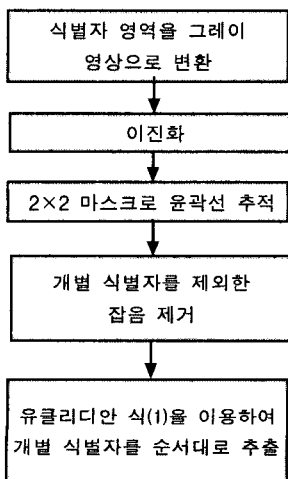 식별자 영역을 그레이
영상으로 변환
이진화
2×2 마스크로 윤곽선 추적
개별 식별자를 제외한
잡음 제거
유클리디안 식(1)을 이용하여
개별 식별자를 순서대로 추출